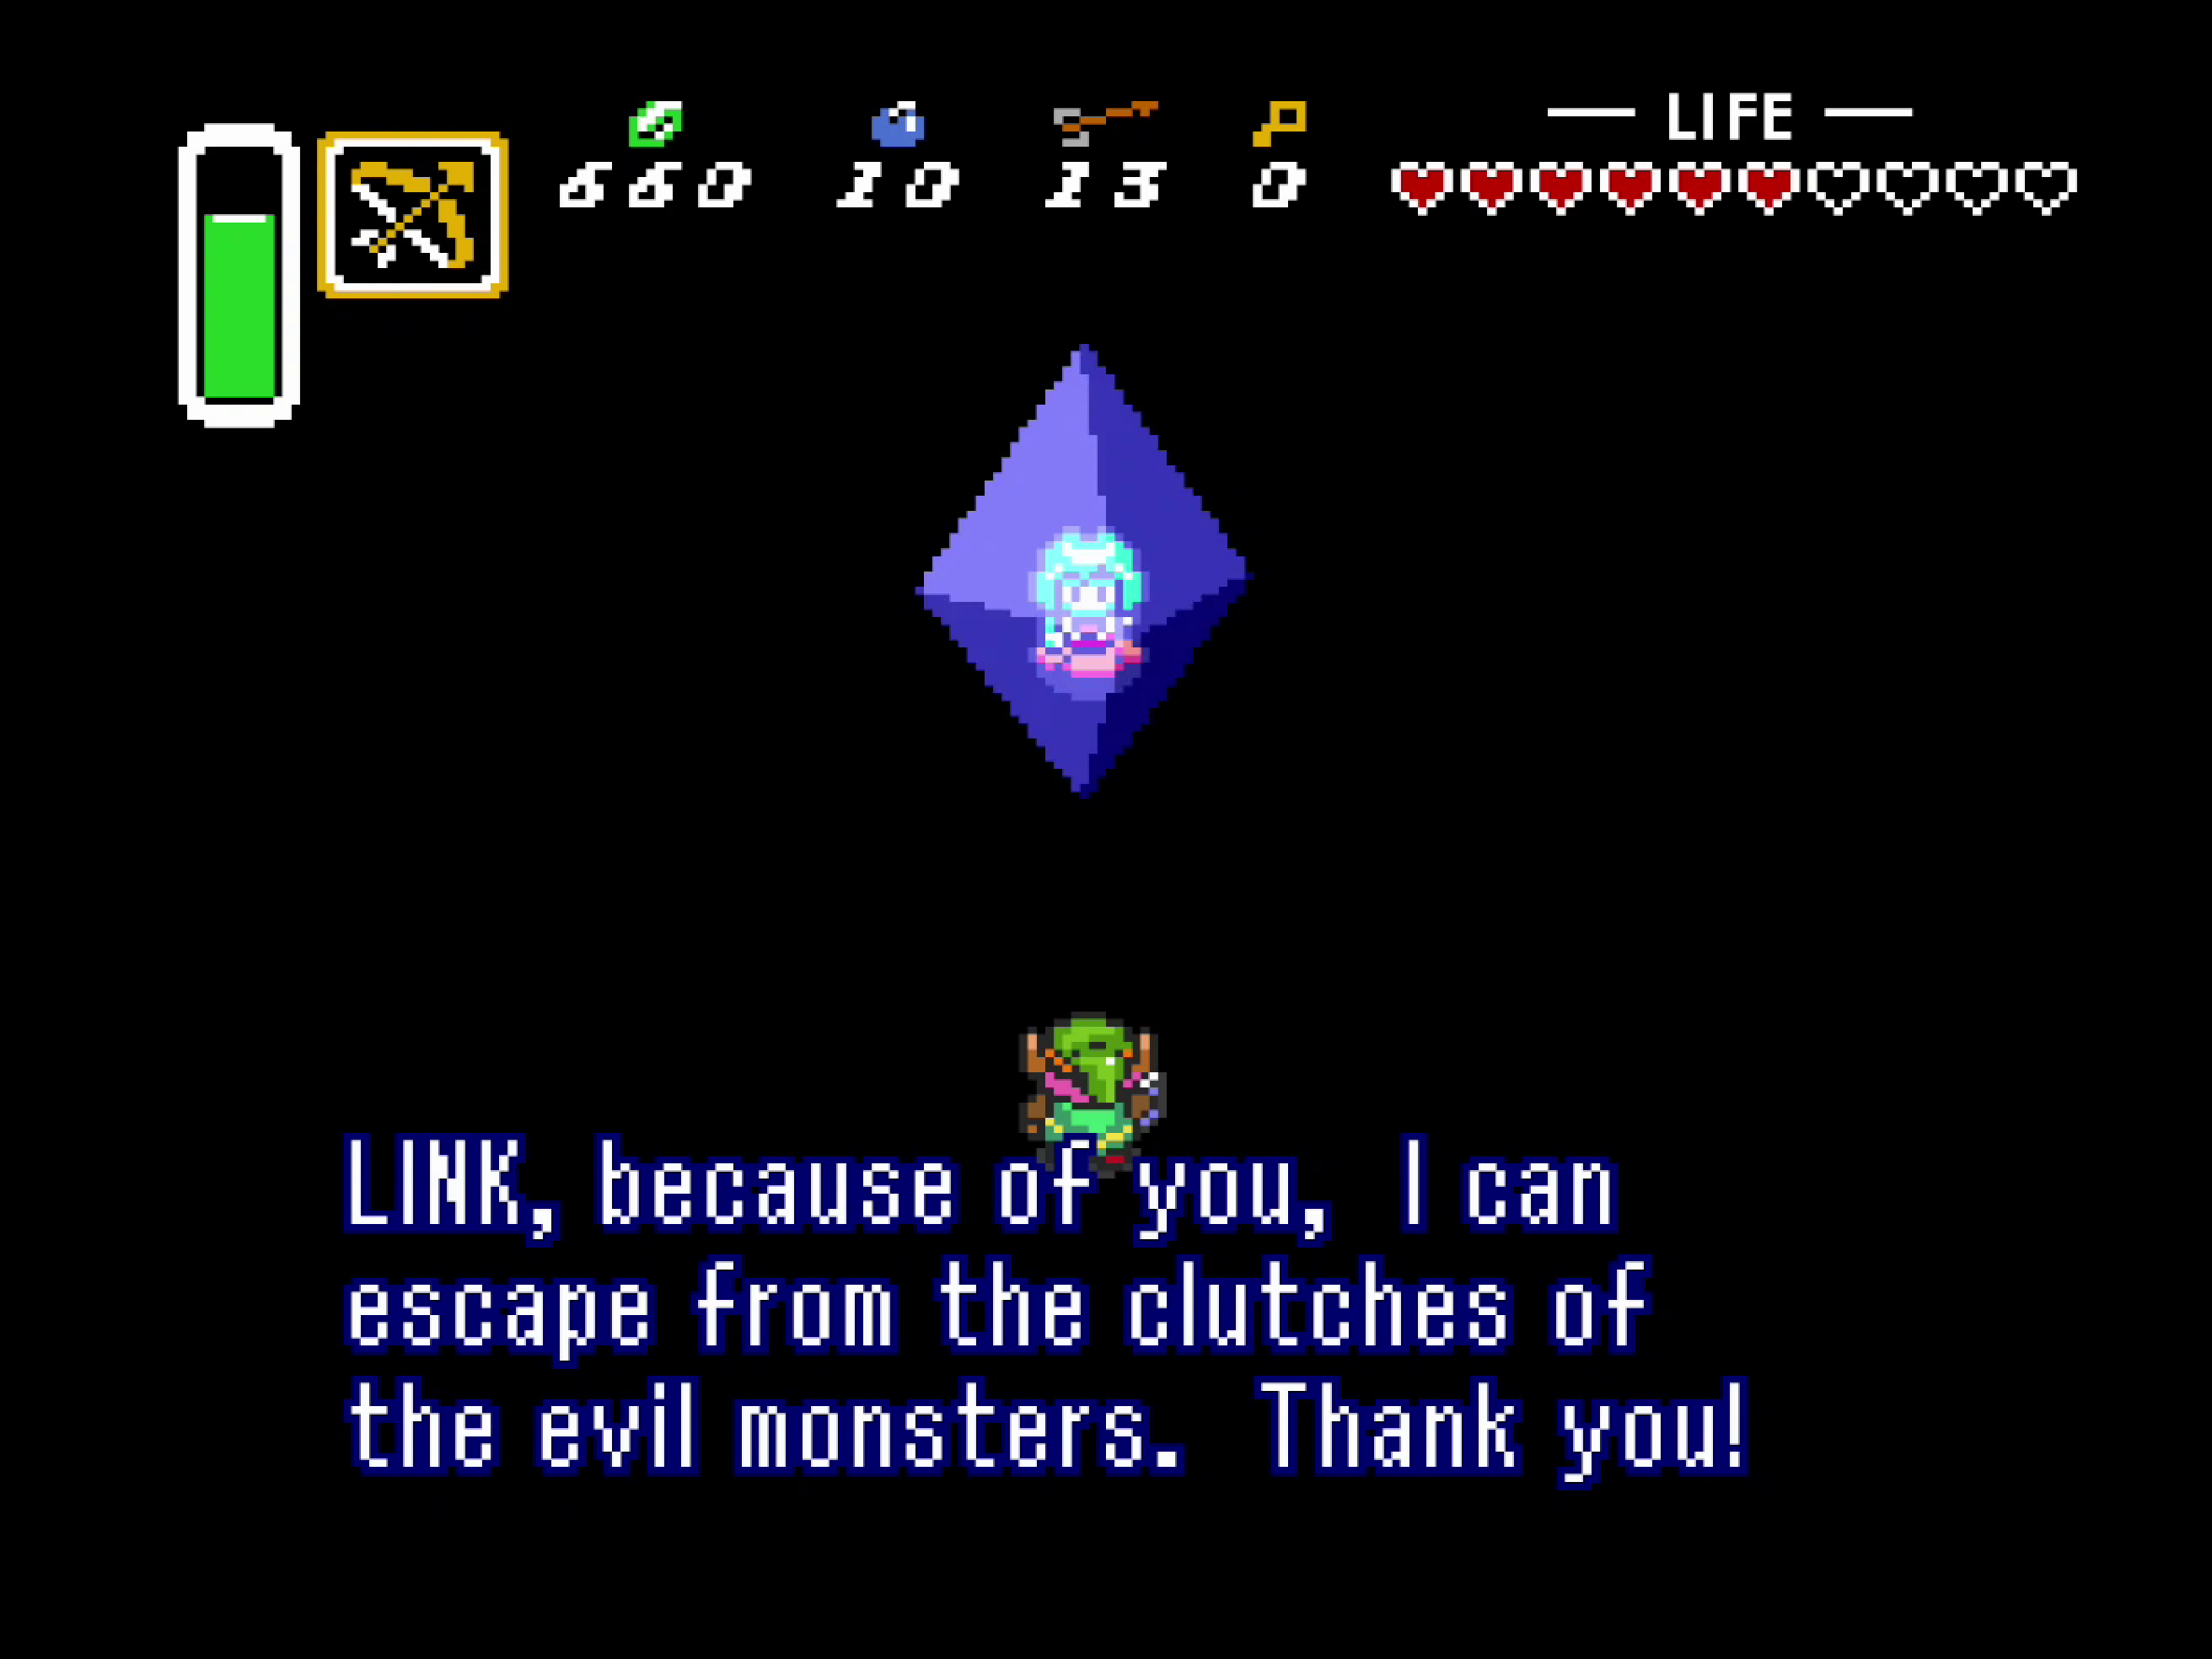 LIFE
660 10 13 0
LINK, because of you, I can
escape from the clutches of
the evil monsters. Thank you!